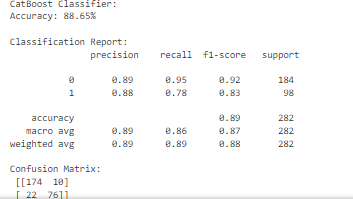 CatBoost Classifier:
Accuracy: 88.65%
Classification Report:
precision recall f1-score support
0 0.89 0.95 0.92 184
1 0.88 0.78 0.83 98
accuracy 0.89 282
macro avg 0.89 0.86 0.87 282
weighted avg 0.89 0.89 0.88 282
Confusion Matrix:
[[174 10]
[ 22 76]]